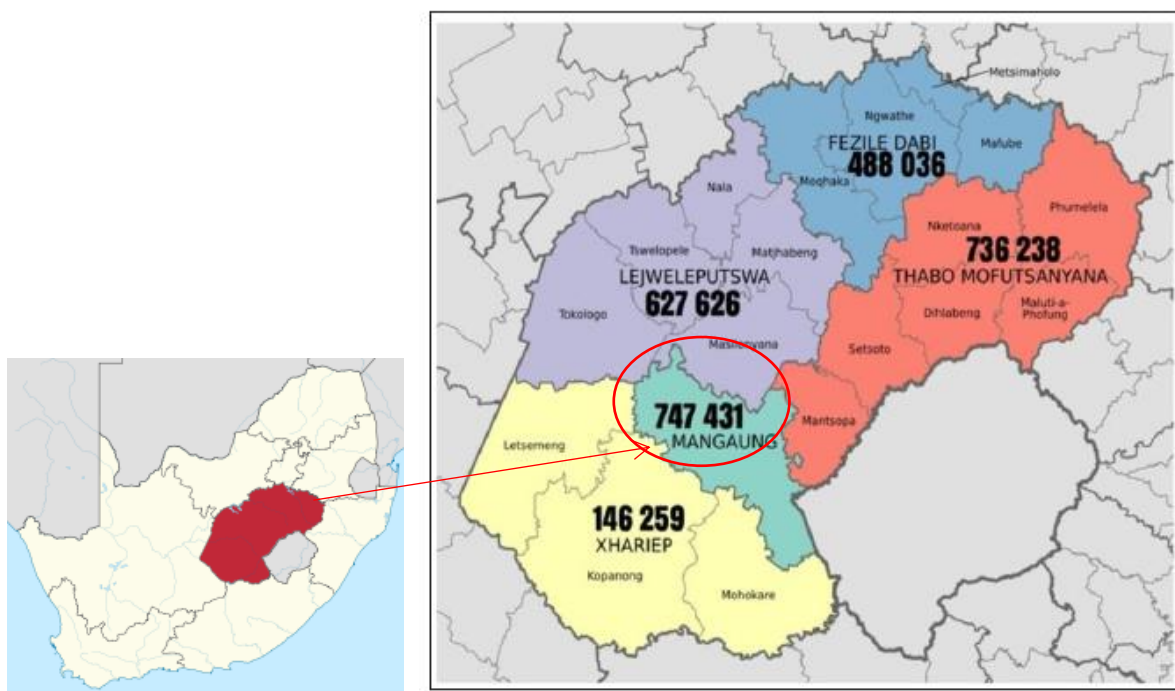 Metsimaholo
Ngwathe
FEZILE DABI
Mafube
488 036
Moqhaka
Nala
Phumelela
Nketoana
Tswelopele
Matjhabeng
736 238
LEJWELEPUTSWA
THABO MOFUTSANYANA
627 626
Tokologo
Dihlabeng
Maluti-a-
Phofung
Masilonyana
Setsoto
747 431
Mantsopa
MANGAUNG
Letsemeng
146 259
XHARIEP
Kopanong
Mohokare